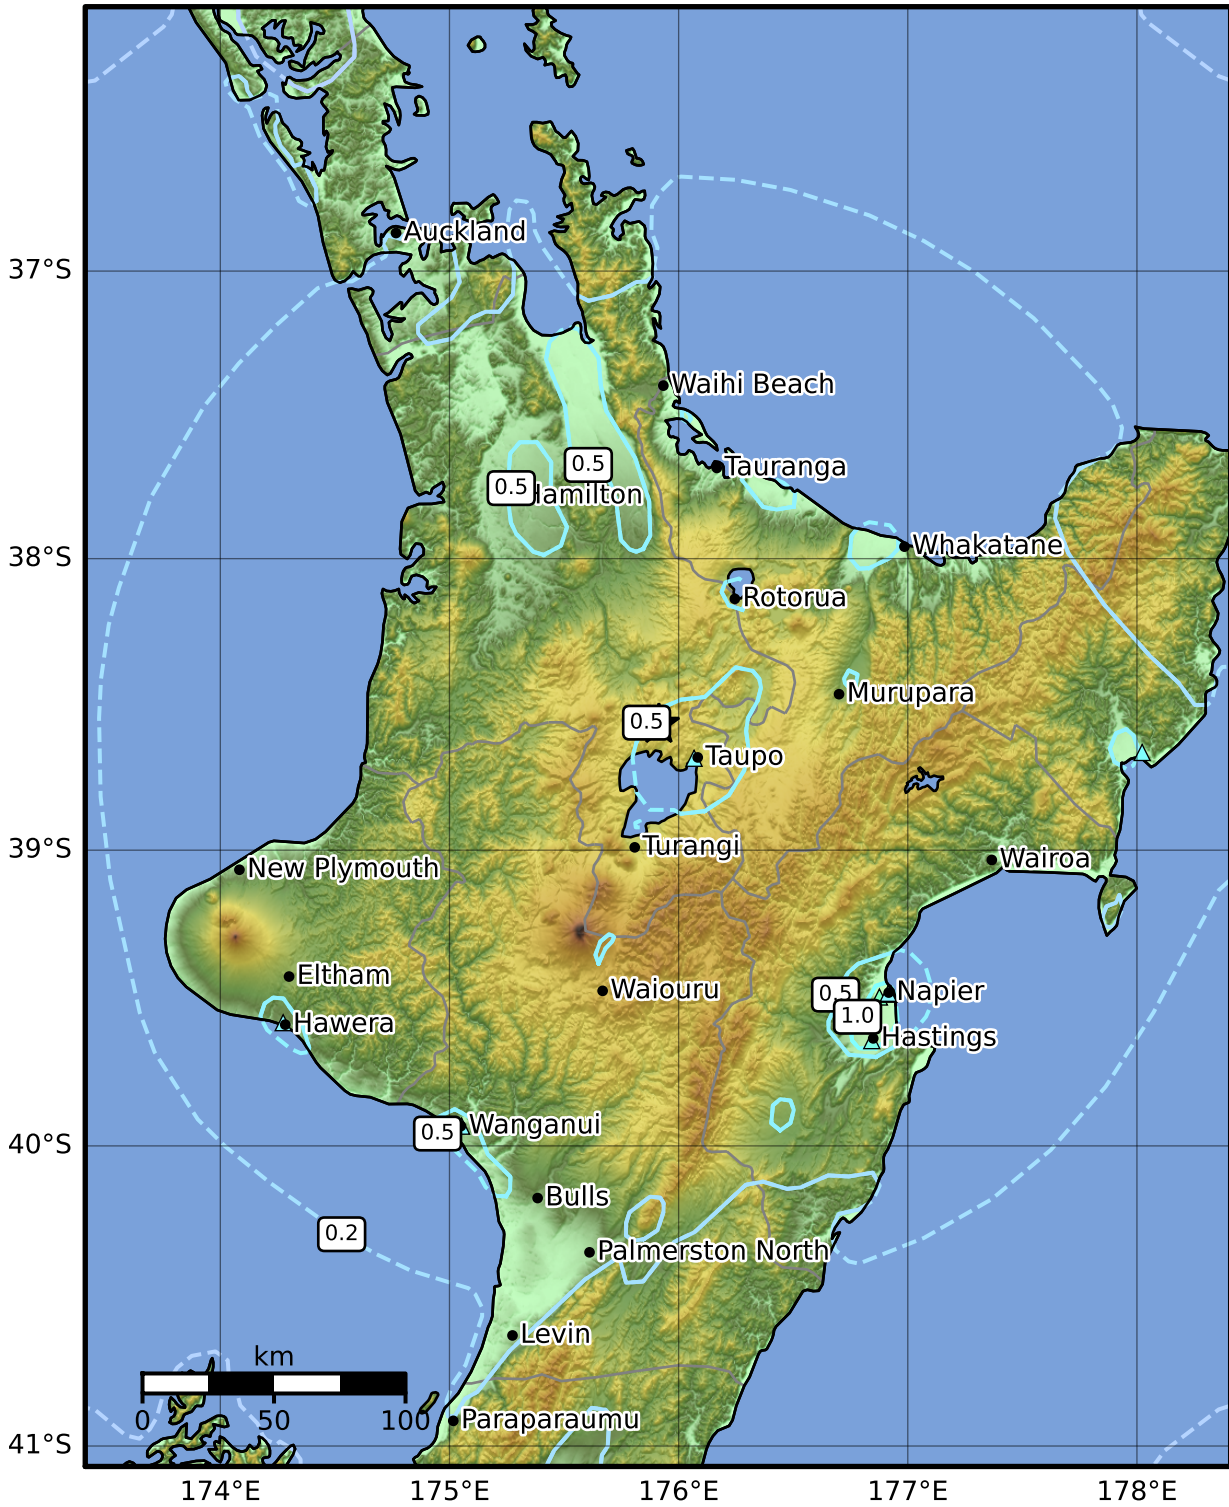 Auckland
37°S
Waihi Beach
0.5
Tauranga
0.5
Hamilton
Whakatane
38°S
Rotorua
Murupara
0.5
Taupo
Turangi
39°S
Wairoa
New Plymouth
Eltham
Waiouru
0.5
Napier
1.0
Hawera
Hastings
Wanganui
0.5
40°S
Bulls
0.2
Palmerston North
Levin
km
0 50 100
Paraparaumu
41°S
174°E 175°E 176°E 177°E 178°E